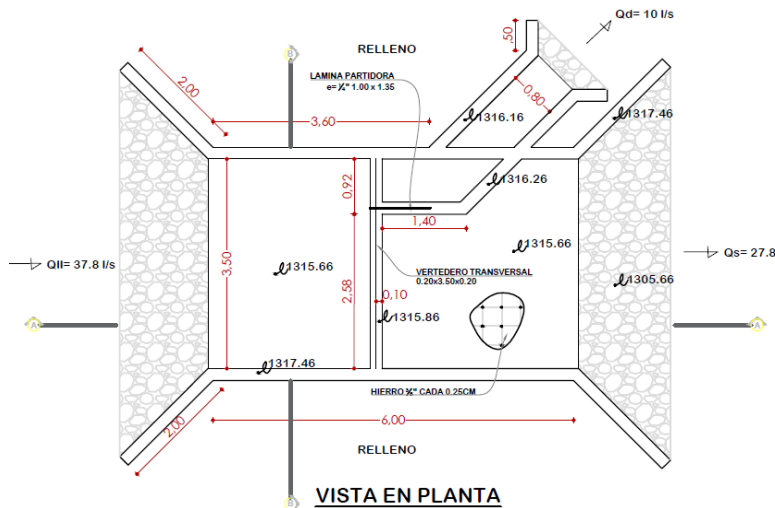 Qd= 10 l/s
,50
RELLENO
B
2,00
LAMINA PARTIDORA
e= ¼" 1.00 x 1.35
0,80
1316.16
1317.46
3,60
0,92
1316.26
1,40
Qll= 37.8 l/s
3,50
1315.66
2,58
1315.66
Qs= 27.8
VERTEDERO TRANSVERSAL
0.20x3.50x0.20
1305.66
0,10
1315.86
A
A
1317.46
HIERRO ⅜" CADA 0.25CM
2,00
6,00
RELLENO
B
VISTA EN PLANTA